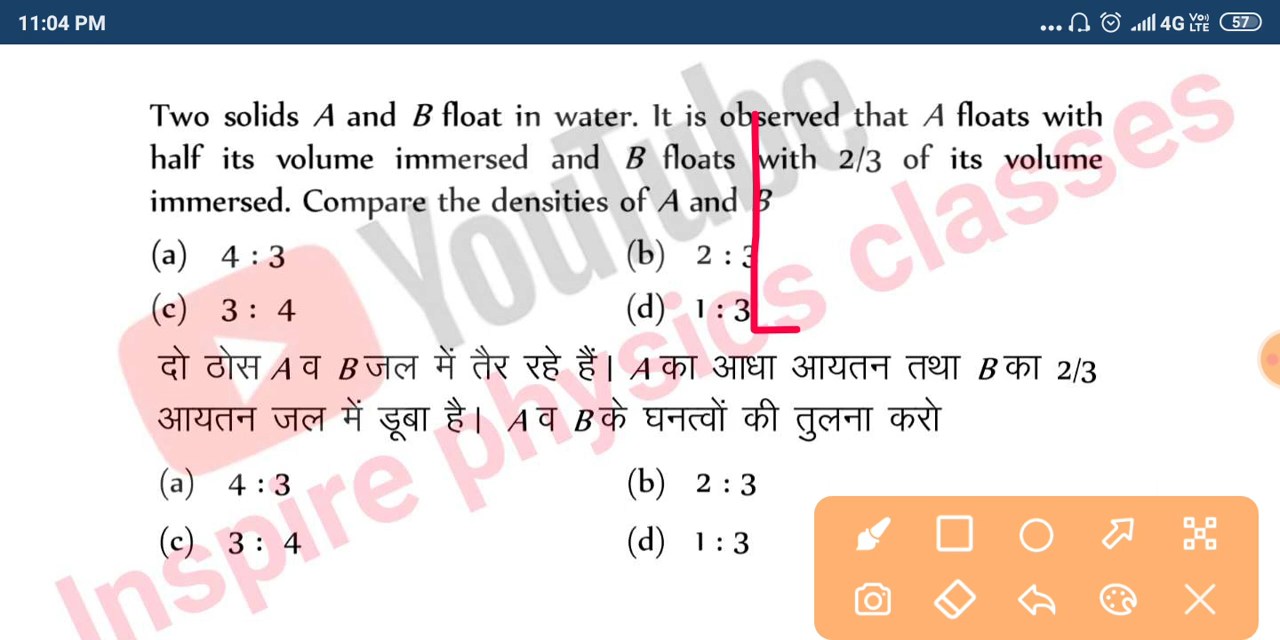 11:04 PM
... 4G Vo)) LTE 57
Two solids A and B float in water. It is observed that A floats with
half its volume immersed and B floats with 2/3 of its volume
immersed. Compare the densities of A and B
(a) 4 : 3 (b) 2 : 3
(c) 3 : 4 (d) 1 : 3
दो ठोस A व B जल में तैर रहे हैं| A का आधा आयतन तथा B का 2/3
आयतन जल में डूबा है| A व B के घनत्वों की तुलना करो
(a) 4 : 3 (b) 2 : 3
(c) 3 : 4 (d) 1 : 3
YouTube
Inspire physics classes